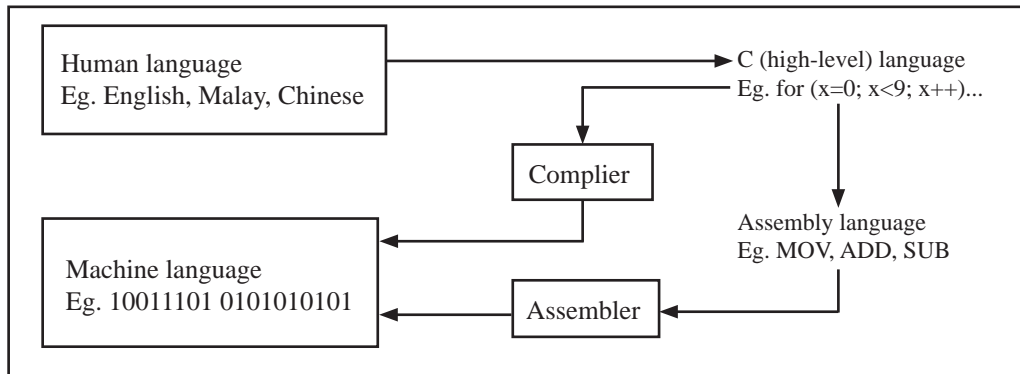 Human language
Eg. English, Malay, Chinese
C (high-level) language
Eg. for (x=0; x<9; x++)...
Complier
Assembly language
Eg. MOV, ADD, SUB
Machine language
Eg. 10011101 0101010101
Assembler